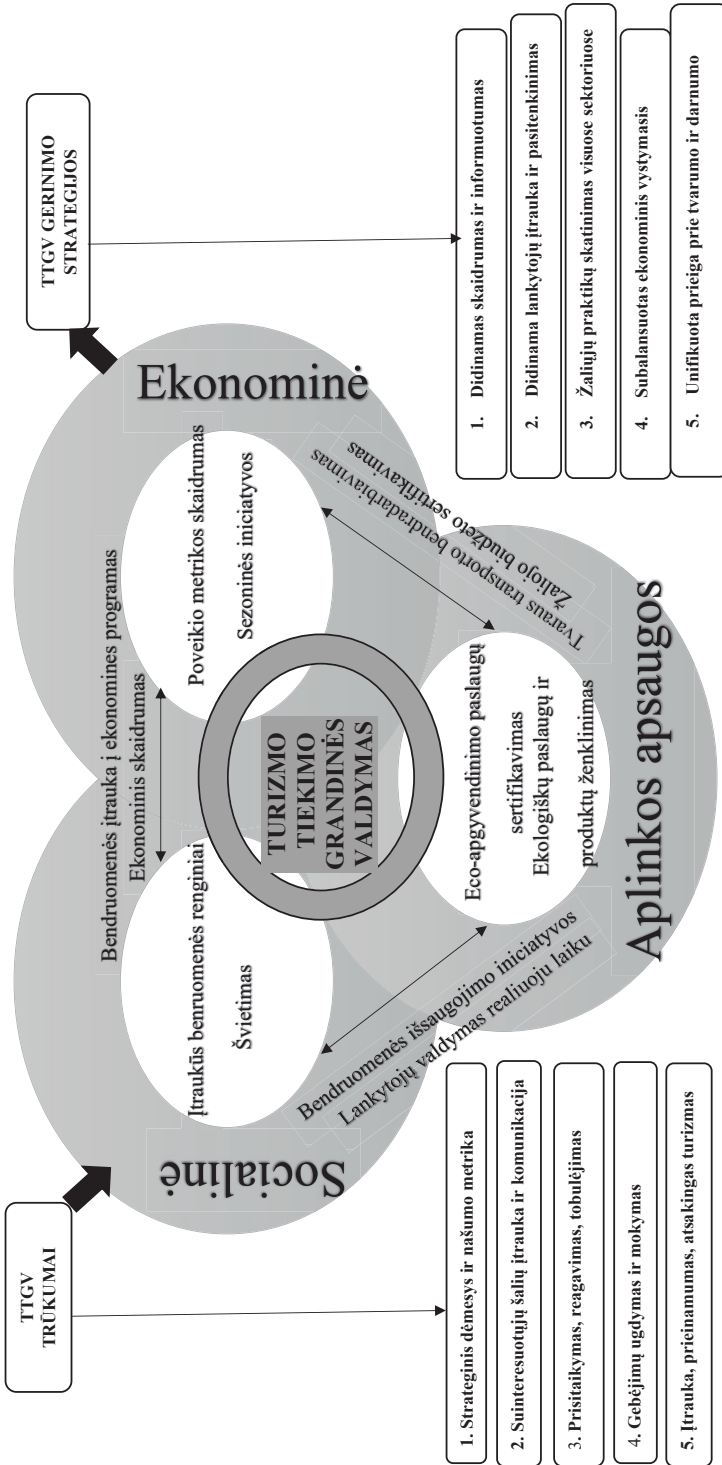 TTGV
TRŪKUMAI
1. Strateginis dėmesys ir našumo metrika
2. Suinteresuotųjų šalių įtrauka ir komunikacija
3. Prisitaikymas, reagavimas, tobulėjimas
4. Gebėjimų ugdymas ir mokymas
5. Įtrauka, prieinamumas, atsakingas turizmas
Socialinė
Įtraukūs benruomenės renginiai
Švietimas
Bendruomenės įtrauka į ekonomines programas
Ekonominis skaidrumas
TURIZMO
TIEKIMO
GRANDINĖS
VALDYMAS
Bendruomenės išsaugojimo iniciatyvos
Lankytojų valdymas realiuoju laiku
Eco-apgyvendinimo paslaugų
sertifikavimas
Ekologiškų paslaugų ir
produktų ženklinimas
Aplinkos apsaugos
Ekonominė
Poveikio metrikos skaidrumas
Sezoninės iniciatyvos
Tvaraus transporto bendradarbiavimas
Žaliojo biudžeto sertifikavimas
TTGV GERINIMO
STRATEGIJOS
1. Didinamas skaidrumas ir informuotumas
2. Didinama lankytojų įtrauka ir pasitenkinimas
3. Žaliųjų praktikų skatinimas visuose sektoriuose
4. Subalansuotas ekonominis vystymasis
5. Unifikuota prieiga prie tvarumo ir darnumo